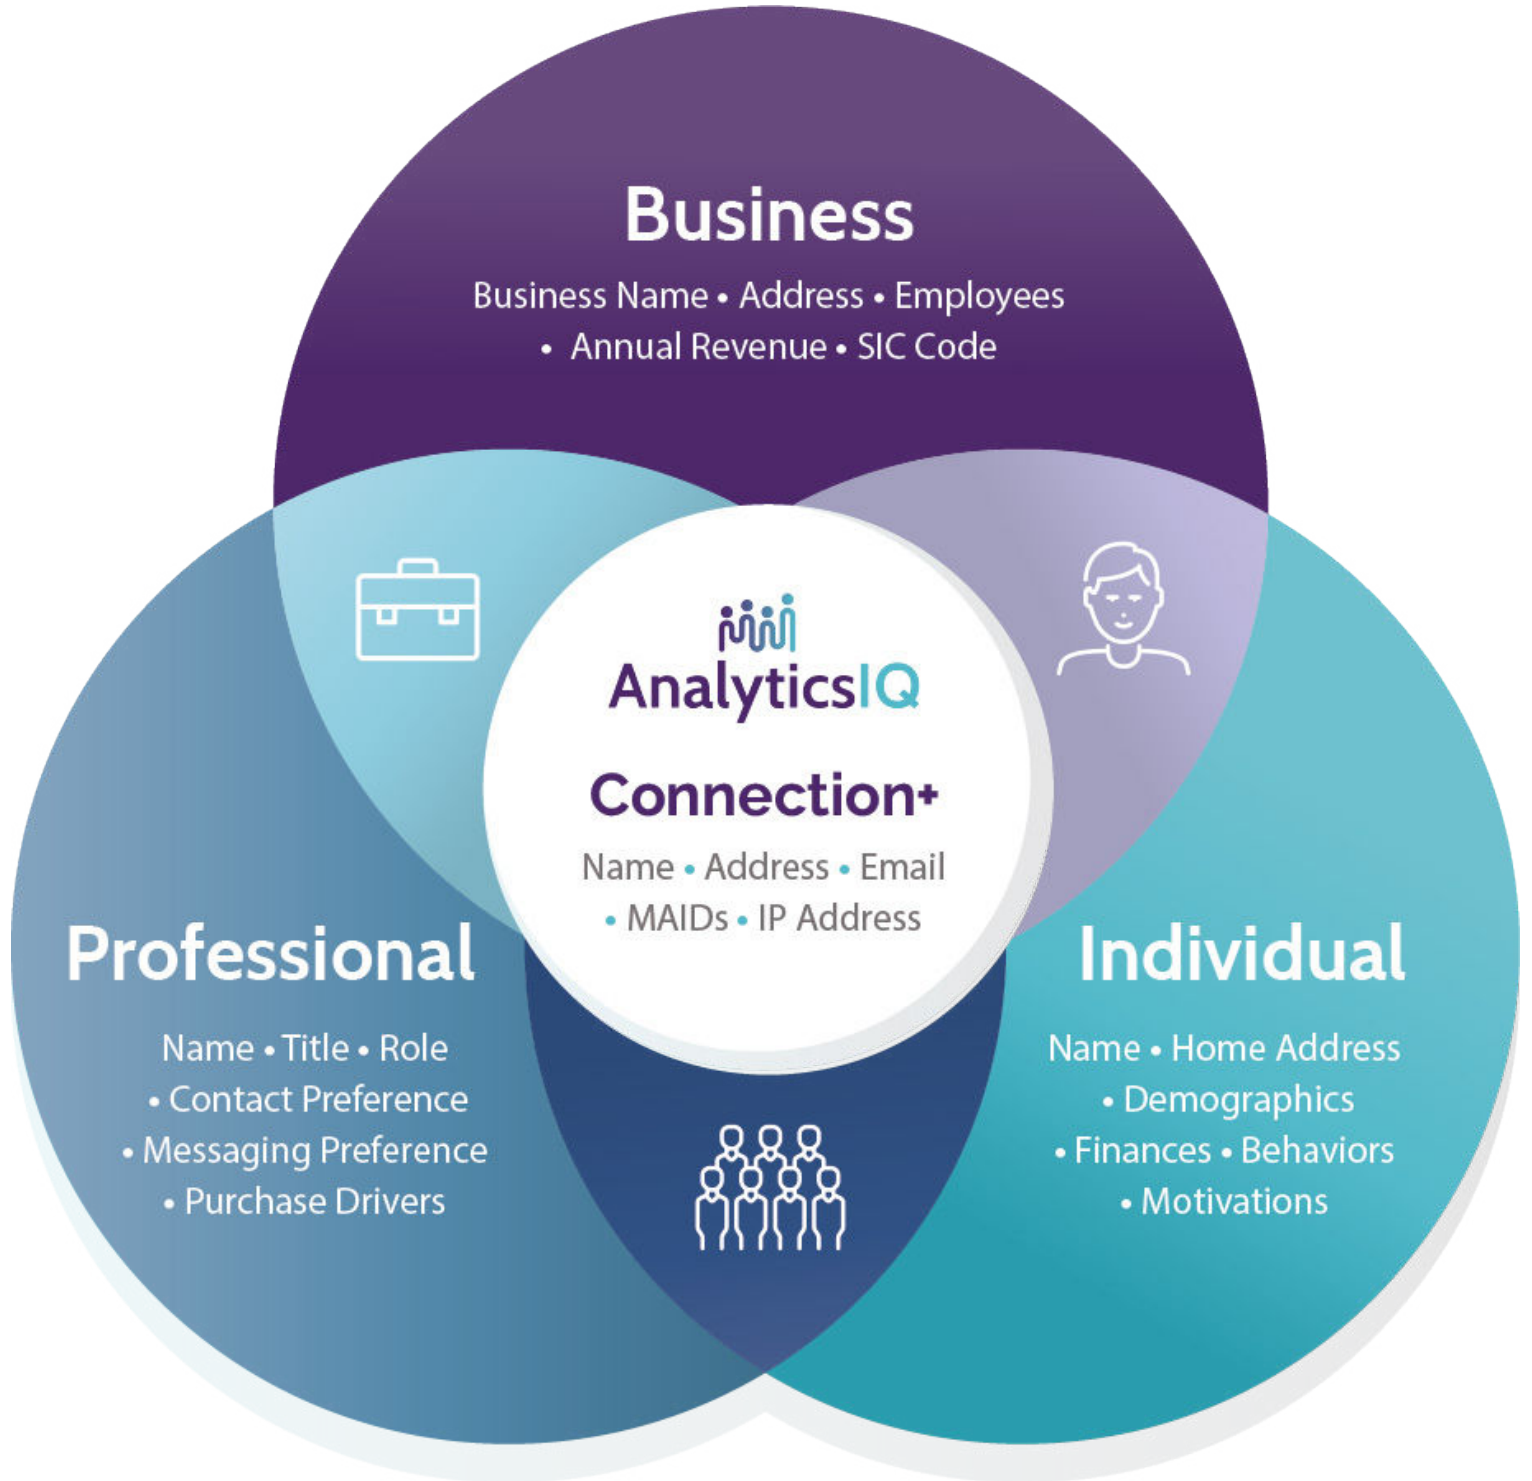 Business
Business Name • Address • Employees
• Annual Revenue • SIC Code
AnalyticsIQ
Connection+
Name • Address • Email
• MAIDs • IP Address
Professional
Name • Title • Role
• Contact Preference
• Messaging Preference
• Purchase Drivers
Individual
Name • Home Address
• Demographics
• Finances • Behaviors
• Motivations